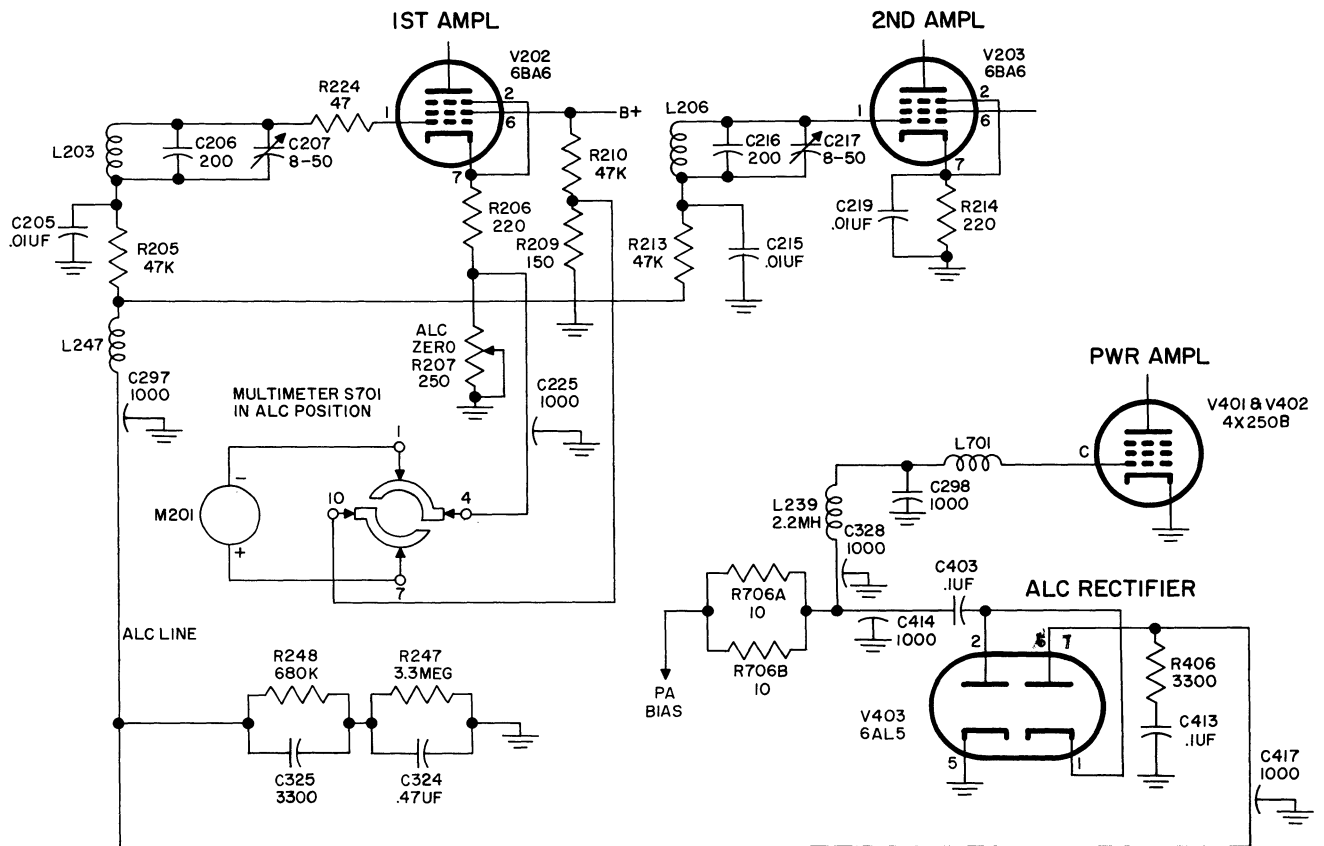 1ST AMPL
2ND AMPL
V202
6BA6
V203
6BA6
R224
47
1
2
6
7
B+
L206
1
2
6
7
L203
C206
200
C207
8-50
R210
47K
C216
200
C217
8-50
C205
.01UF
R205
47K
R206
220
R209
150
R213
47K
C215
.01UF
C219
.01UF
R214
220
L247
C297
1000
ALC
ZERO
R207
250
C225
1000
MULTIMETER S701
IN ALC POSITION
1
10
4
7
M201
-
+
PWR AMPL
V401 & V402
4X250B
L701
C
C298
1000
L239
2.2MH
C328
1000
C403
.1UF
ALC RECTIFIER
R706A
10
R706B
10
C414
1000
PA
BIAS
2
7
R406
3300
V403
6AL5
C413
.1UF
5
1
C417
1000
ALC LINE
R248
680K
R247
3.3MEG
C325
3300
C324
.47UF